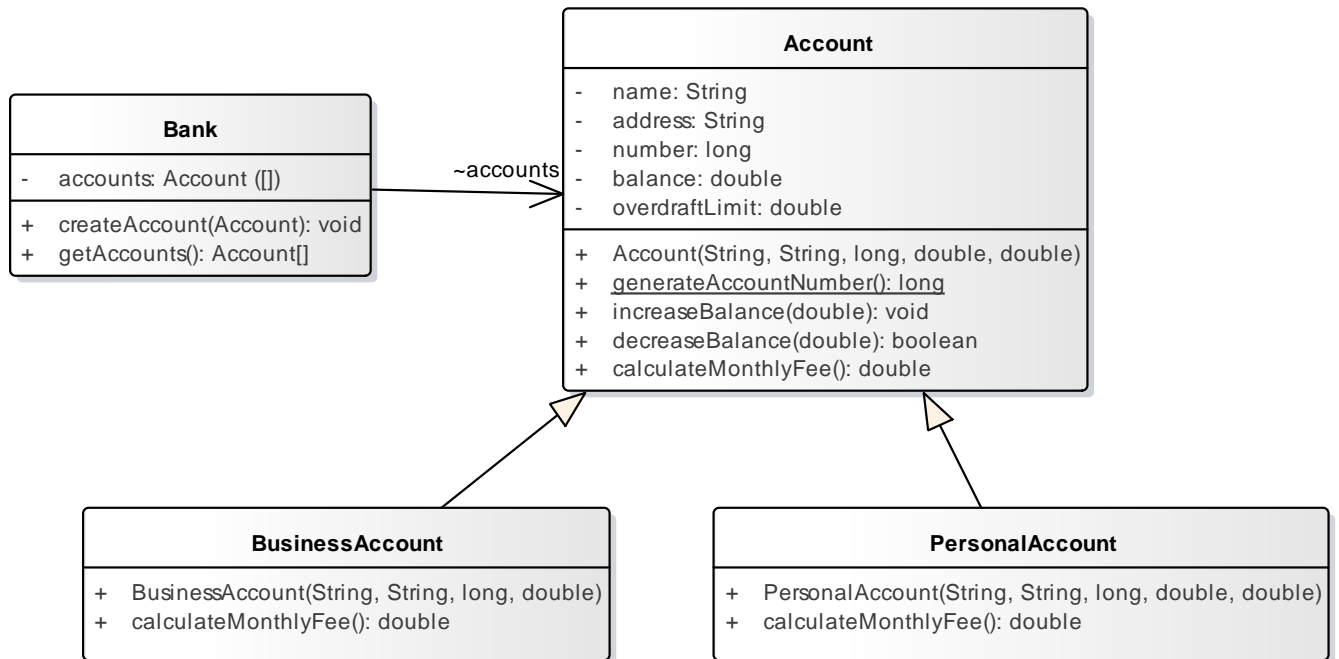 Account
- name: String
- address: String
- number: long
- balance: double
- overdraftLimit: double
+ Account(String, String, long, double, double)
+ generateAccountNumber(): long
+ increaseBalance(double): void
+ decreaseBalance(double): boolean
+ calculateMonthlyFee(): double
Bank
- accounts: Account ([])
+ createAccount(Account): void
+ getAccounts(): Account[]
~accounts
BusinessAccount
+ BusinessAccount(String, String, long, double)
+ calculateMonthlyFee(): double
PersonalAccount
+ PersonalAccount(String, String, long, double, double)
+ calculateMonthlyFee(): double